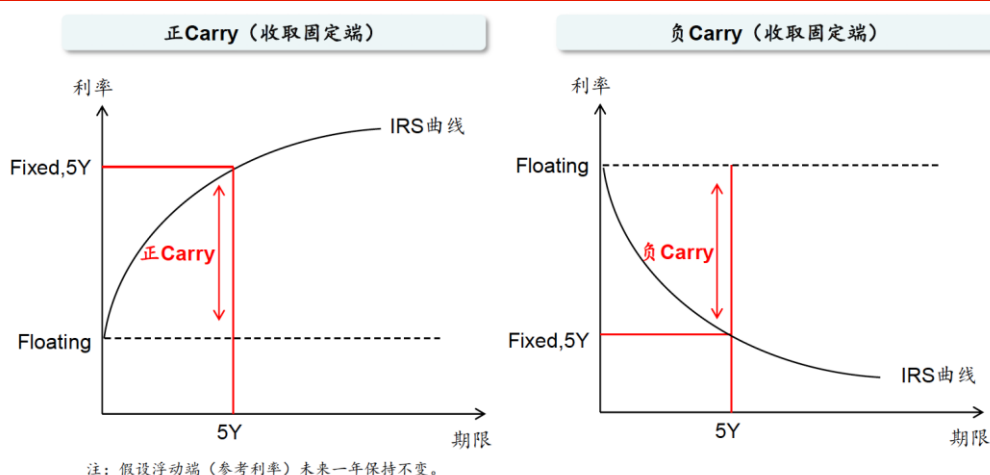 正Carry（收取固定端）
利率
IRS曲线
Fixed,5Y
正Carry
Floating
5Y
期限
注：假设浮动端（参考利率）未来一年保持不变。
负Carry（收取固定端）
利率
Floating
负Carry
Fixed,5Y
IRS曲线
5Y
期限